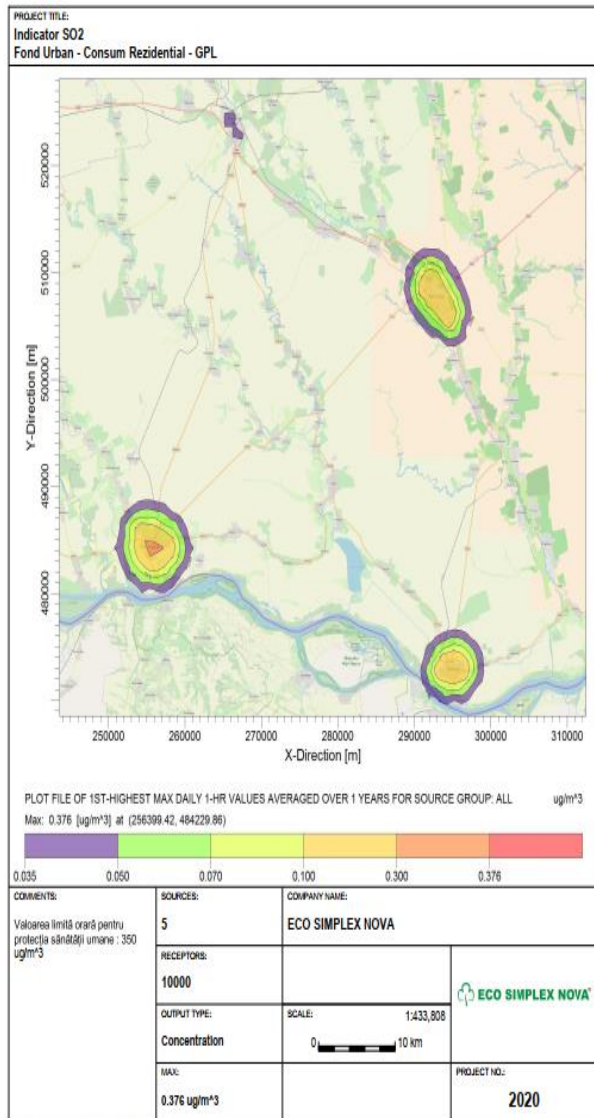 PROJECT TITLE:
Indicator SO2
Fond Urban - Consum Rezidential - GPL
Y-Direction [m]
520000
510000
500000
490000
480000
250000 260000 270000 280000 290000 300000 310000
X-Direction [m]
PLOT FILE OF 1ST-HIGHEST MAX DAILY 1-HR VALUES AVERAGED OVER 1 YEARS FOR SOURCE GROUP: ALL ug/m^3
Max: 0.376 [ug/m^3] at (256399.42, 484229.86)
0.035 0.050 0.070 0.100 0.300 0.376
COMMENTS:
Valoarea limită orară pentru
protecția sănătății umane : 350
ug/m^3
SOURCES:
5
COMPANY NAME:
ECO SIMPLEX NOVA
RECEPTORS:
10000
OUTPUT TYPE:
Concentration
SCALE: 1:433,808
0 10 km
MAX:
0.376 ug/m^3
ECO SIMPLEX NOVA
PROJECT NO.:
2020